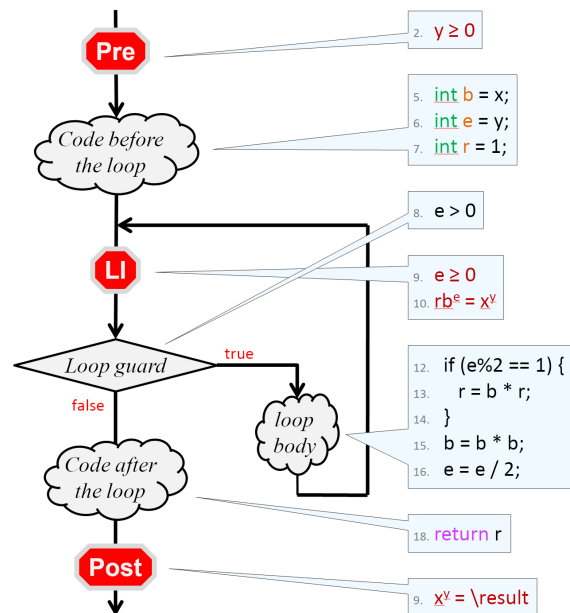 Pre
2. y ≥ 0
Code before
the loop
5. int b = x;
6. int e = y;
7. int r = 1;
8. e > 0
LI
9. e ≥ 0
10. rbᵉ = xʸ
Loop guard
true
false
loop
body
12. if (e%2 == 1) {
13. r = b * r;
14. }
15. b = b * b;
16. e = e / 2;
Code after
the loop
18. return r
Post
9. xʸ = \result